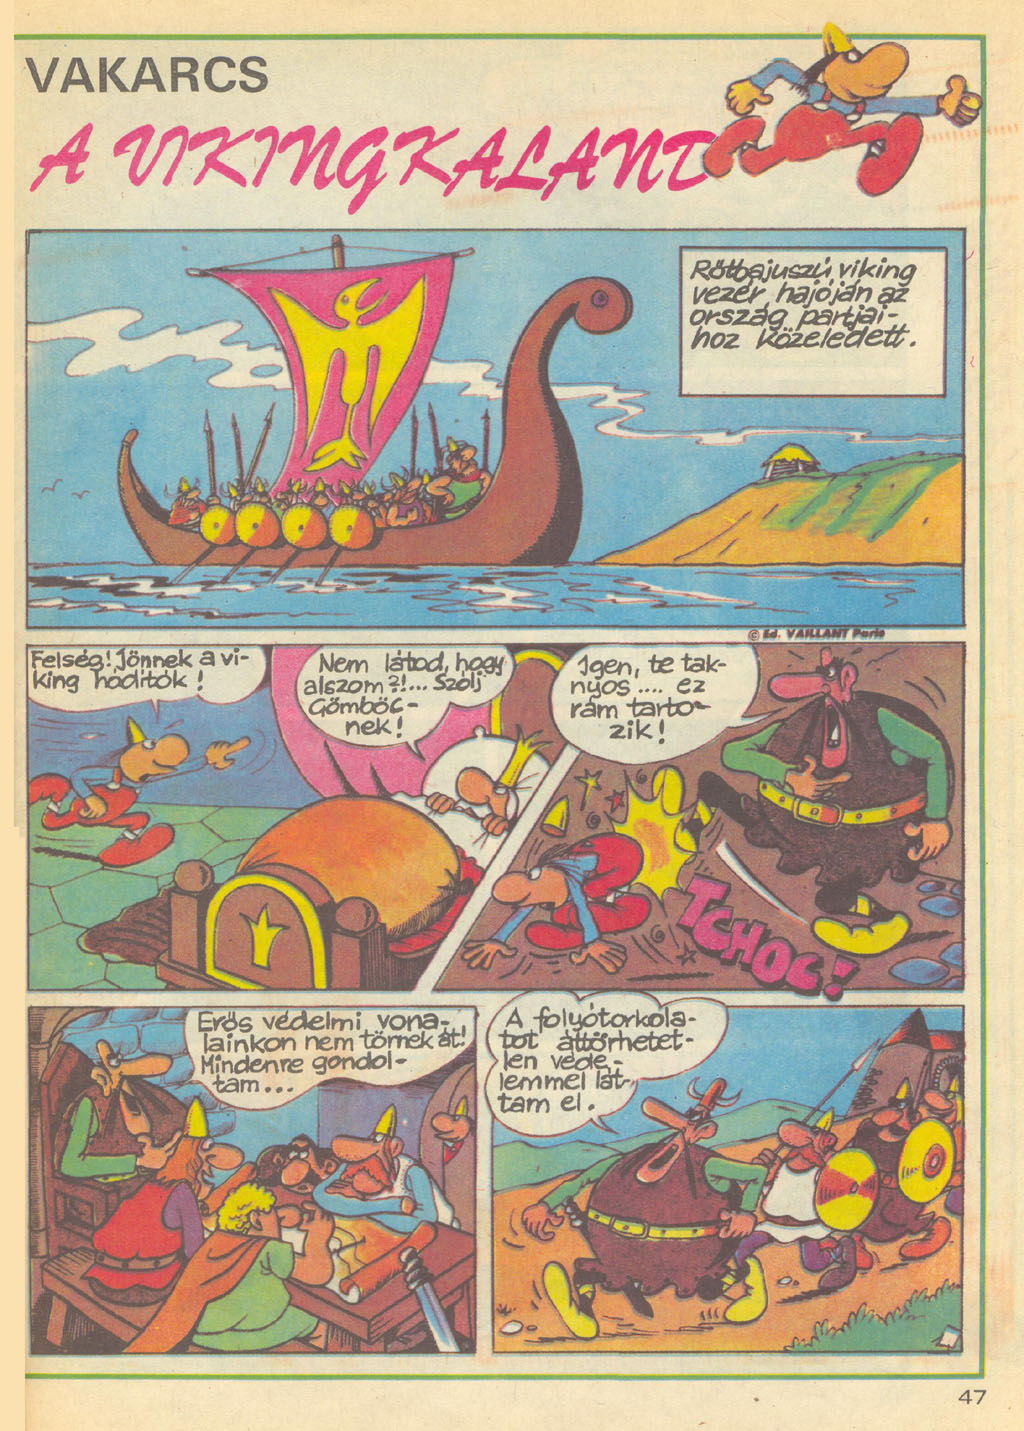 VAKARCS
A VIKINGKALAND
Rőtbajuszú viking
vezér hajóján az
ország partjai-
hoz közeledett.
© Ed. VAILLANT Paris
Felség! Jönnek a vi-
king hódítók !
Nem látod, hogy
alszom ?!... Szólj
Gömböc-
nek!
Igen, te tak-
nyos .... ez
rám tarto-
zik!
TCHOC!
Erős védelmi vona-
lainkon nem törnek át!
Mindenre gondol-
tam...
A folyótorkola-
tot áttörhetet-
len véde-
lemmel lát-
tam el.
47